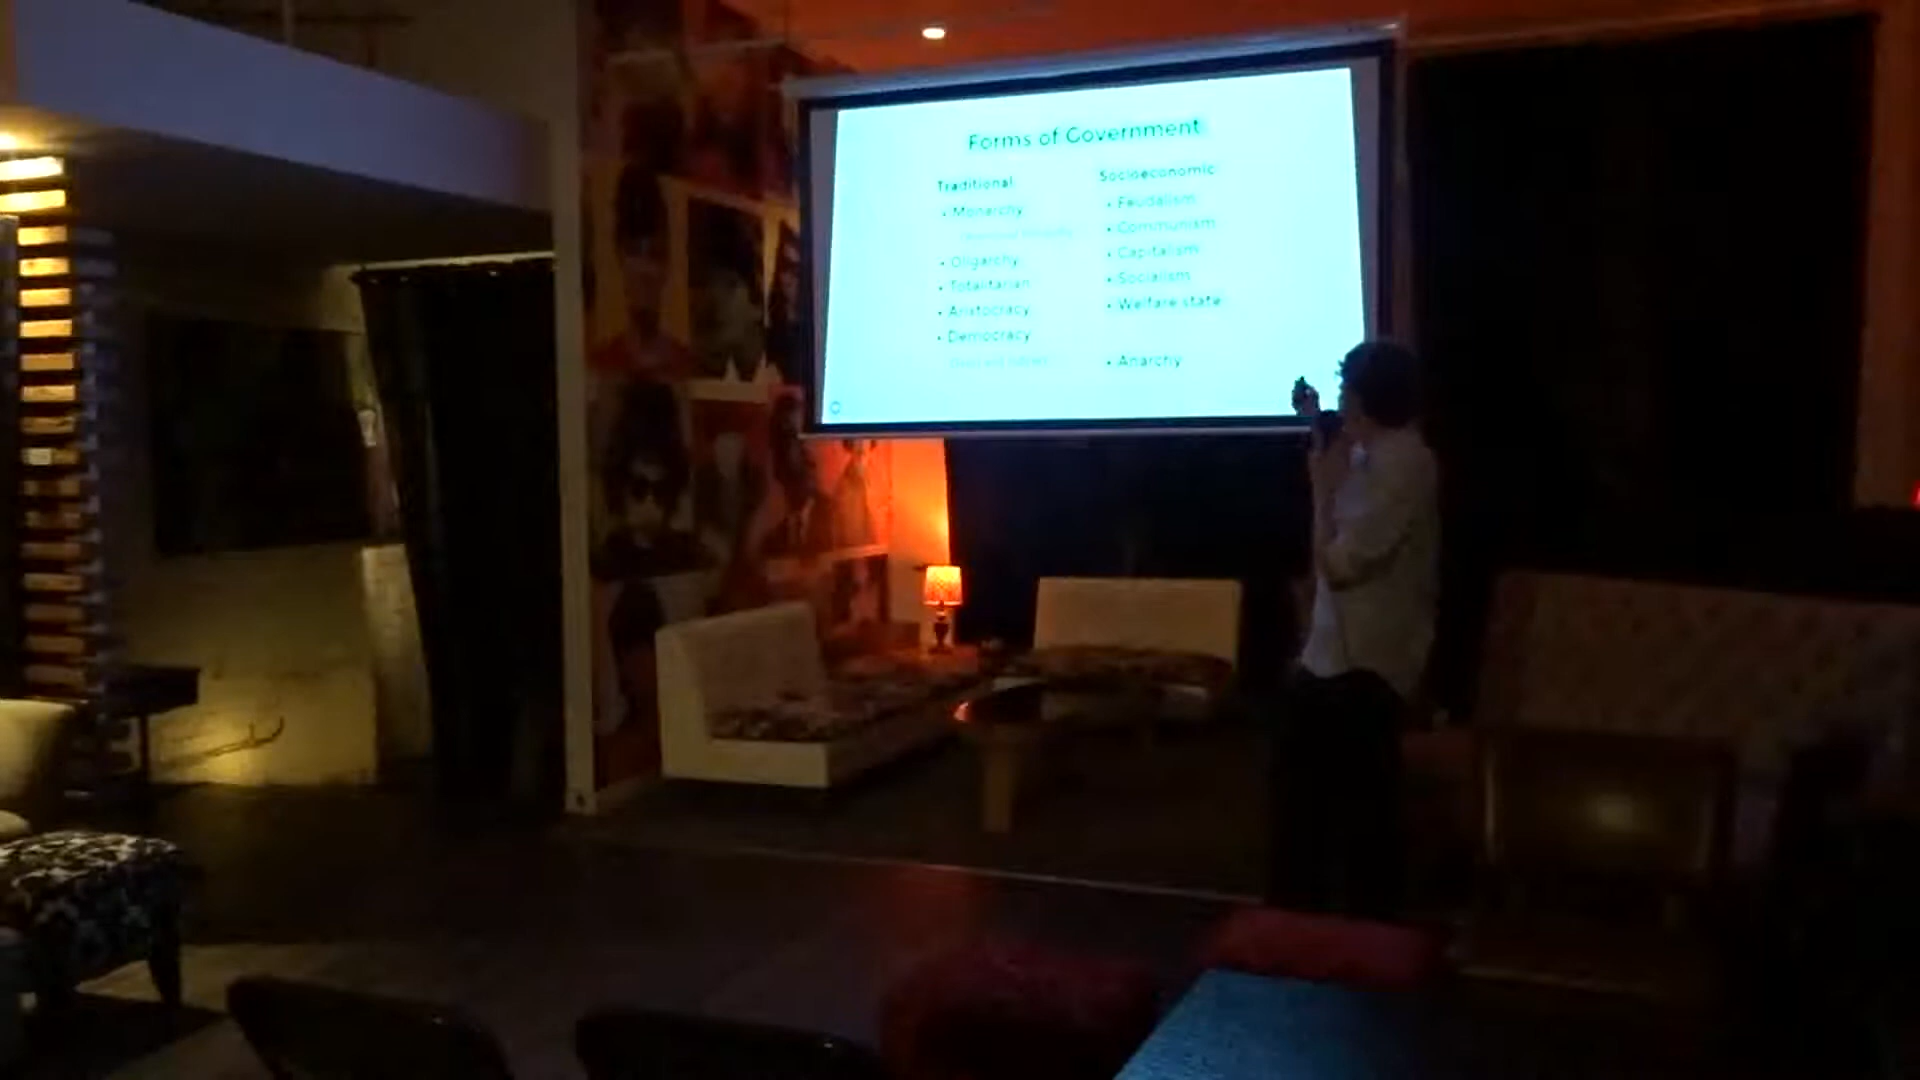 Forms of Government
Traditional:
• Monarchy
• Oligarchy
• Totalitarian
• Aristocracy
• Democracy
Socioeconomic:
• Feudalism
• Communism
• Capitalism
• Socialism
• Welfare state
• Anarchy